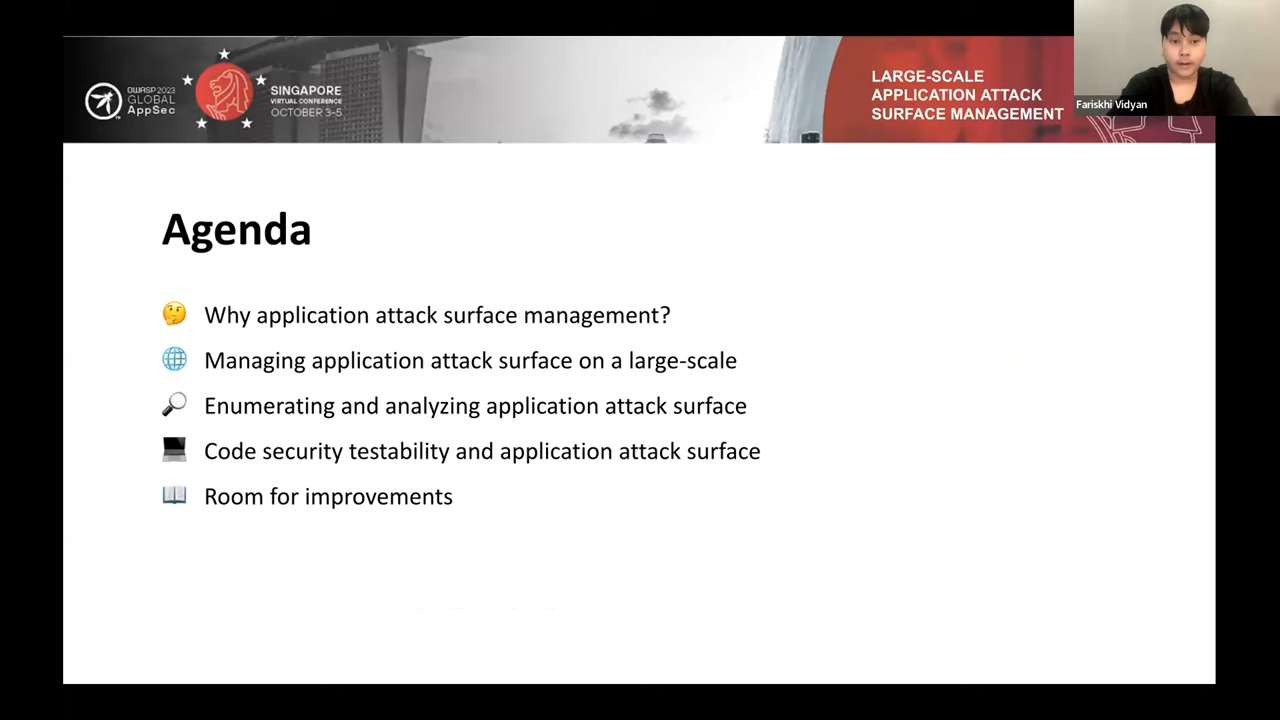 OWASP 2023
GLOBAL
AppSec
SINGAPORE
VIRTUAL CONFERENCE
OCTOBER 3-5
LARGE-SCALE
APPLICATION ATTACK
SURFACE MANAGEMENT
Fariskhi Vidyan
Agenda
🤔 Why application attack surface management?
🌐 Managing application attack surface on a large-scale
🔎 Enumerating and analyzing application attack surface
💻 Code security testability and application attack surface
📖 Room for improvements